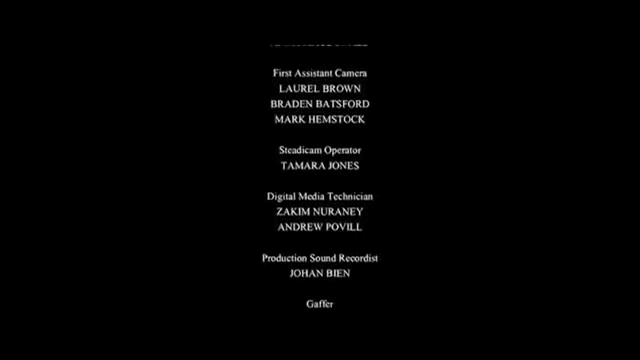 First Assistant Camera
LAUREL BROWN
BRADEN BATSFORD
MARK HEMSTOCK
Steadicam Operator
TAMARA JONES
Digital Media Technician
ZAKIM NURANEY
ANDREW POVILL
Production Sound Recordist
JOHAN BIEN
Gaffer